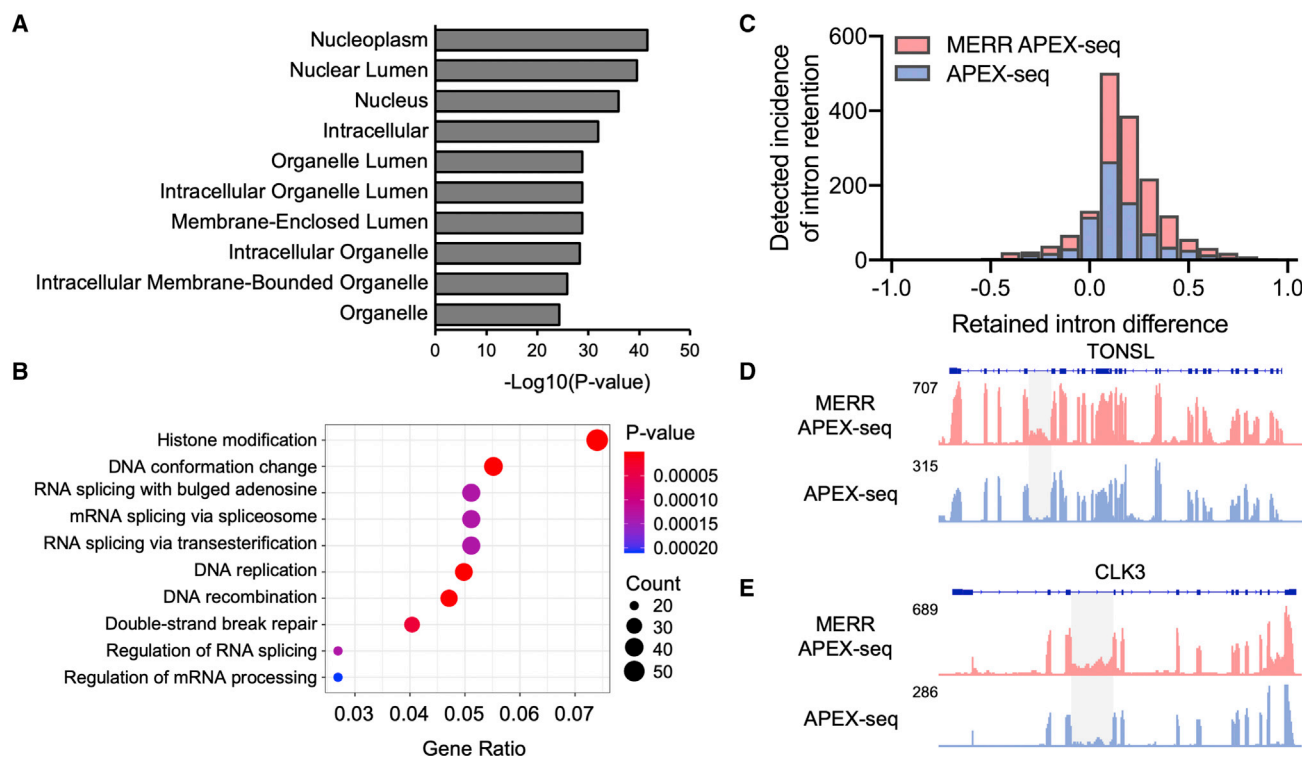 A
Nucleoplasm
Nuclear Lumen
Nucleus
Intracellular
Organelle Lumen
Intracellular Organelle Lumen
Membrane-Enclosed Lumen
Intracellular Organelle
Intracellular Membrane-Bounded Organelle
Organelle
0 10 20 30 40 50
-Log10(P-value)
B
Histone modification
DNA conformation change
RNA splicing with bulged adenosine
mRNA splicing via spliceosome
RNA splicing via transesterification
DNA replication
DNA recombination
Double-strand break repair
Regulation of RNA splicing
Regulation of mRNA processing
0.03 0.04 0.05 0.06 0.07
Gene Ratio
P-value
0.00005
0.00010
0.00015
0.00020
Count
20
30
40
50
C
MERR APEX-seq
APEX-seq
Detected incidence
of intron retention
600
400
200
0
-1.0 -0.5 0.0 0.5 1.0
Retained intron difference
D
TONSL
707
MERR
APEX-seq
315
APEX-seq
E
CLK3
689
MERR
APEX-seq
286
APEX-seq